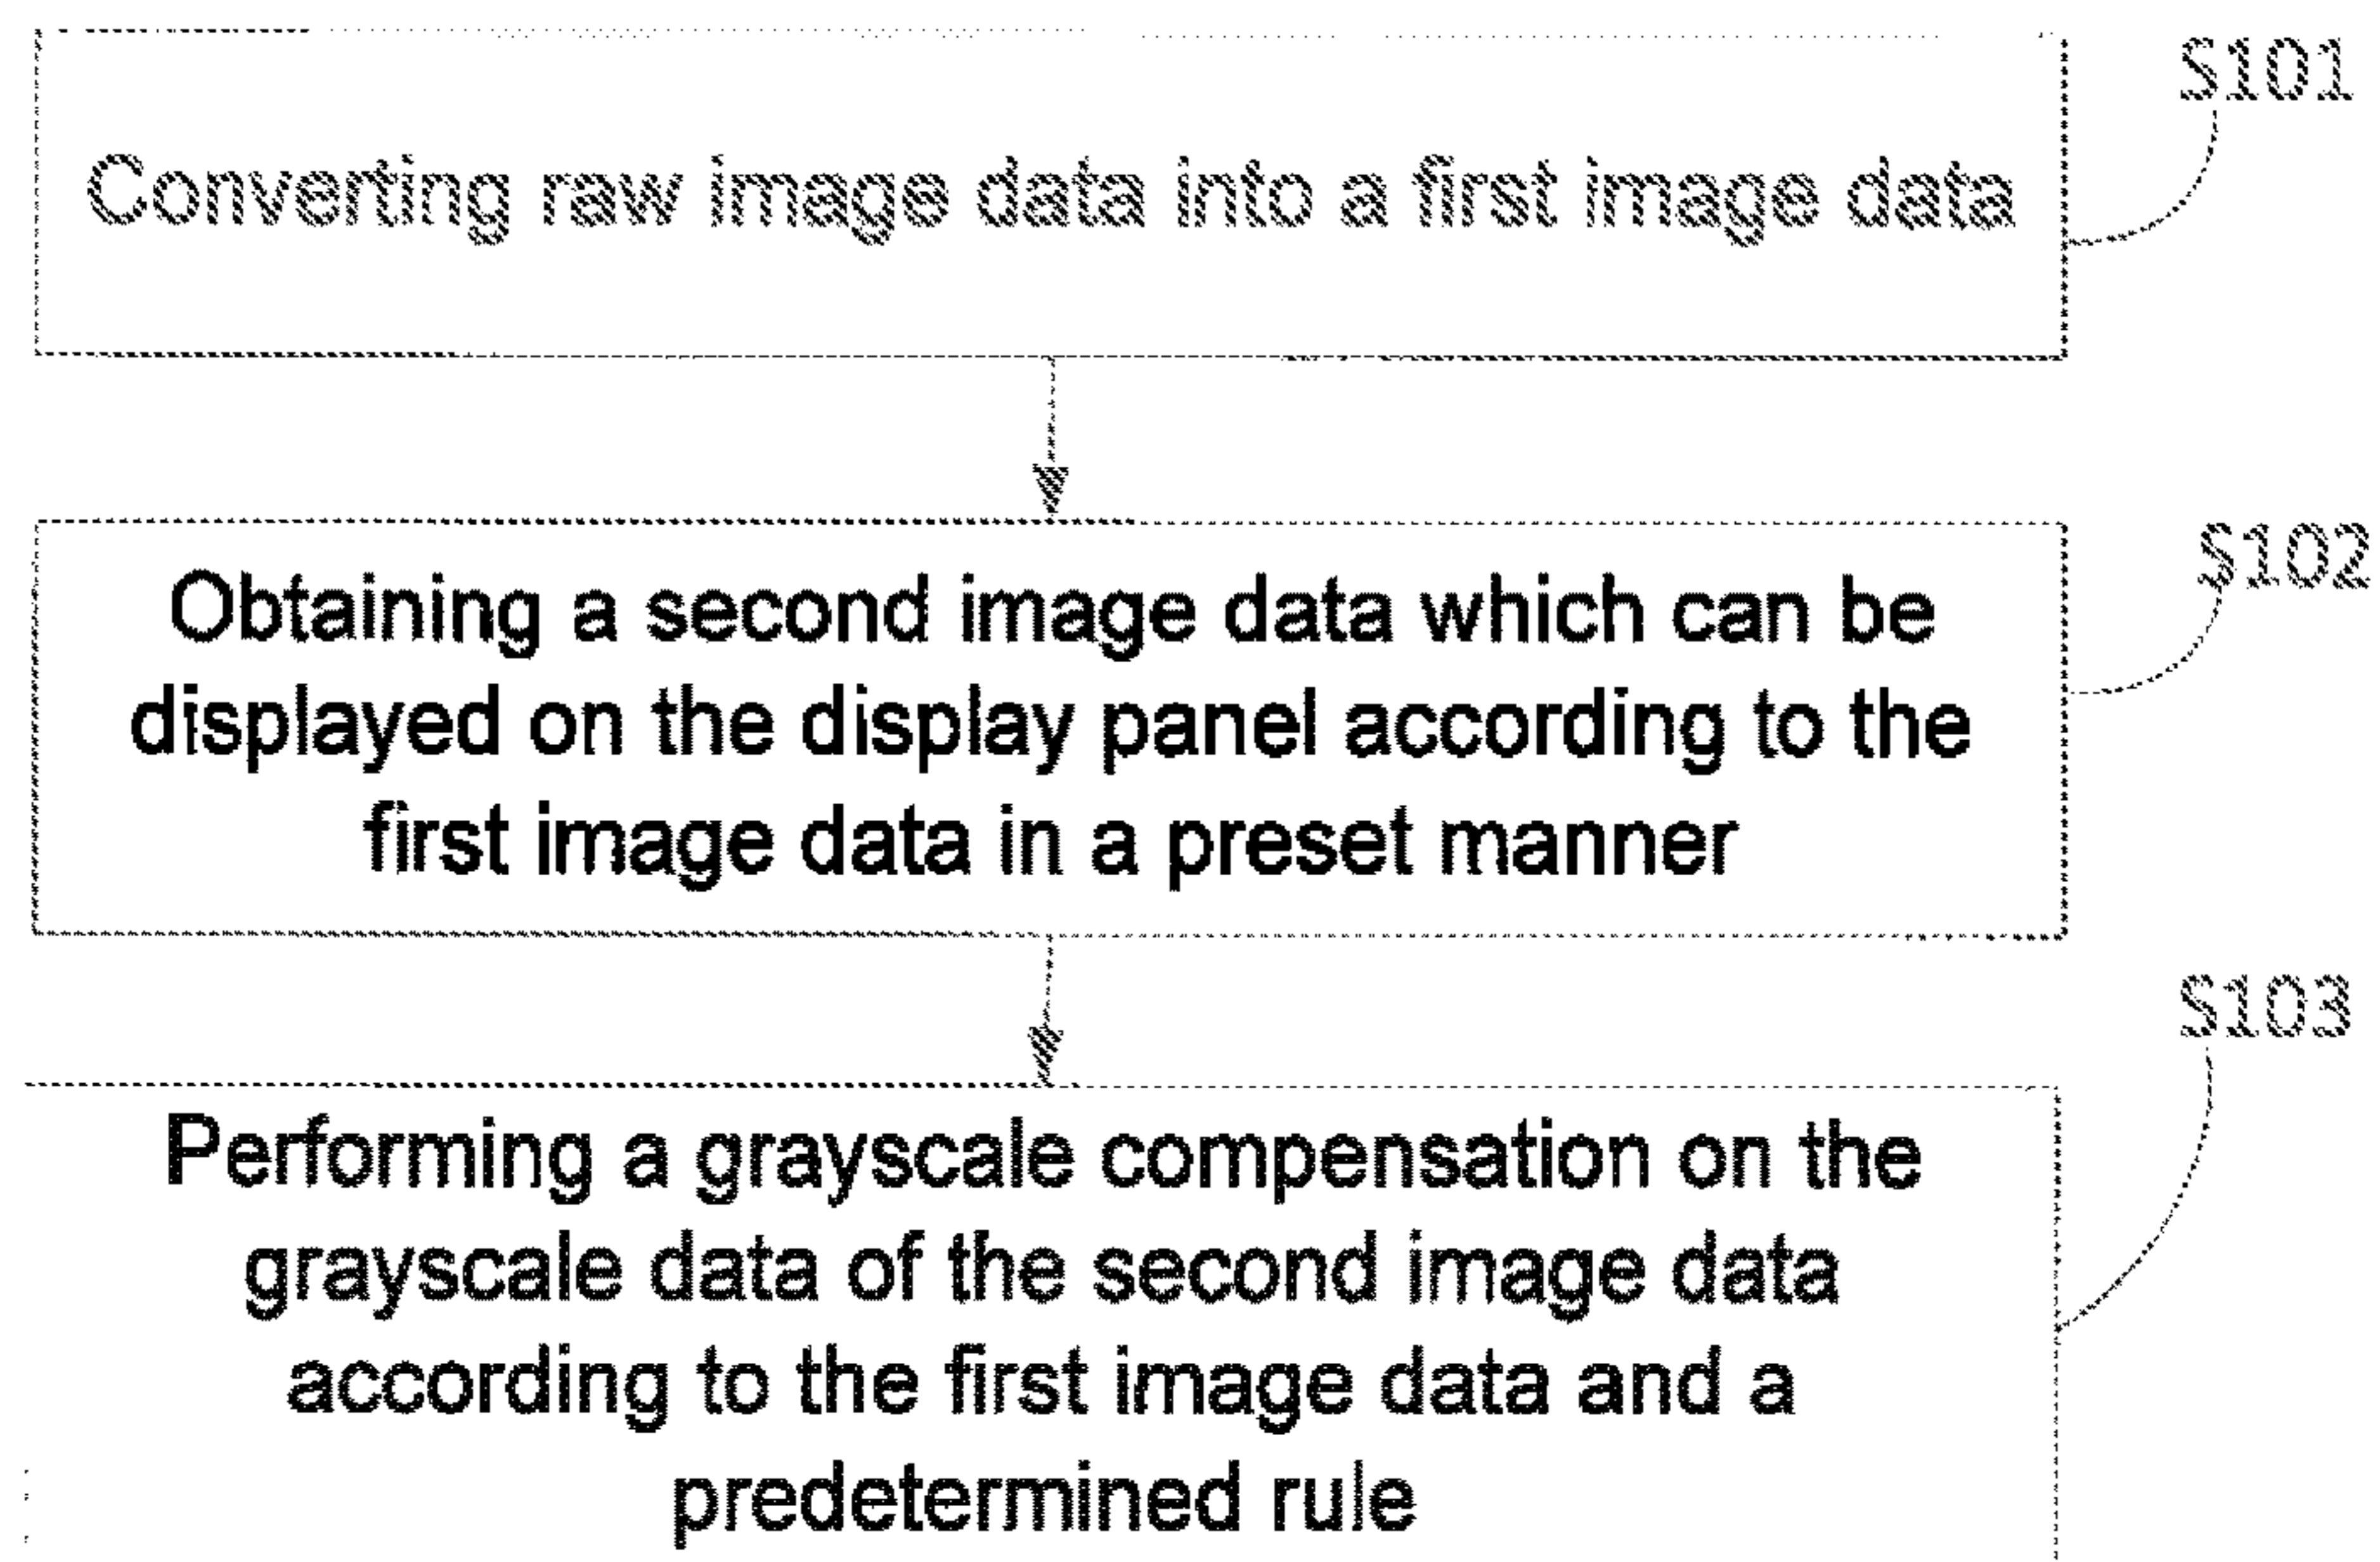 S101
Converting raw image data into a first image data
S102
Obtaining a second image data which can be
displayed on the display panel according to the
first image data in a preset manner
S103
Performing a grayscale compensation on the
grayscale data of the second image data
according to the first image data and a
predetermined rule